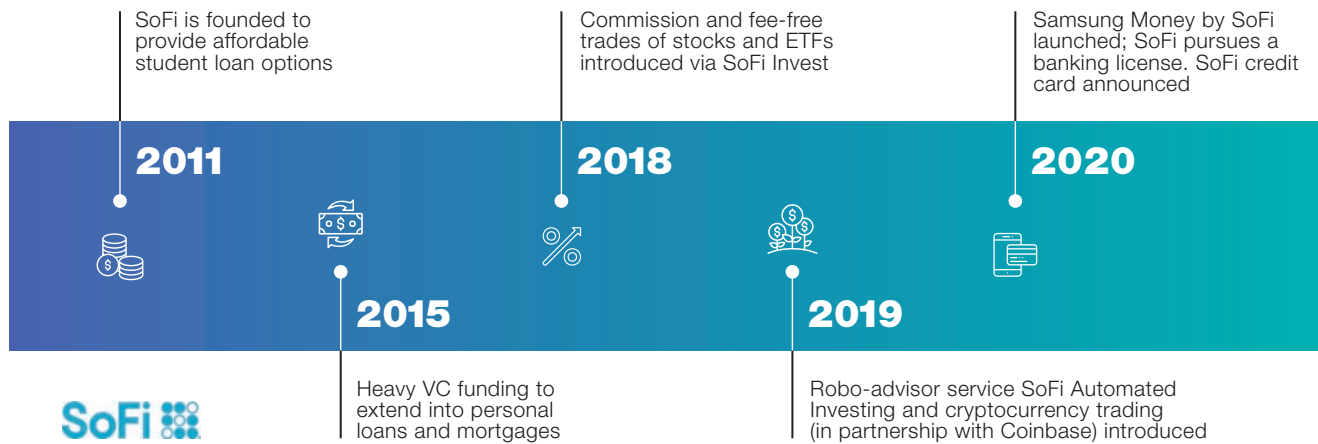 SoFi is founded to
provide affordable
student loan options
Commission and fee-free
trades of stocks and ETFs
introduced via SoFi Invest
Samsung Money by SoFi
launched; SoFi pursues a
banking license. SoFi credit
card announced
2011
2018
2020
2015
2019
Heavy VC funding to
extend into personal
loans and mortgages
Robo-advisor service SoFi Automated
Investing and cryptocurrency trading
(in partnership with Coinbase) introduced
SoFi